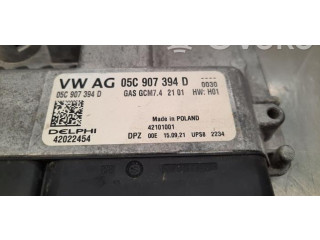 VW AG 05C 907 394 D
05C 907 394 D GAS GCM7.4 21 01 HW: H01
0030
Made in POLAND
DELPHI 42101001
42022454 DPZ 00E 15.09.21 UPS8 2234